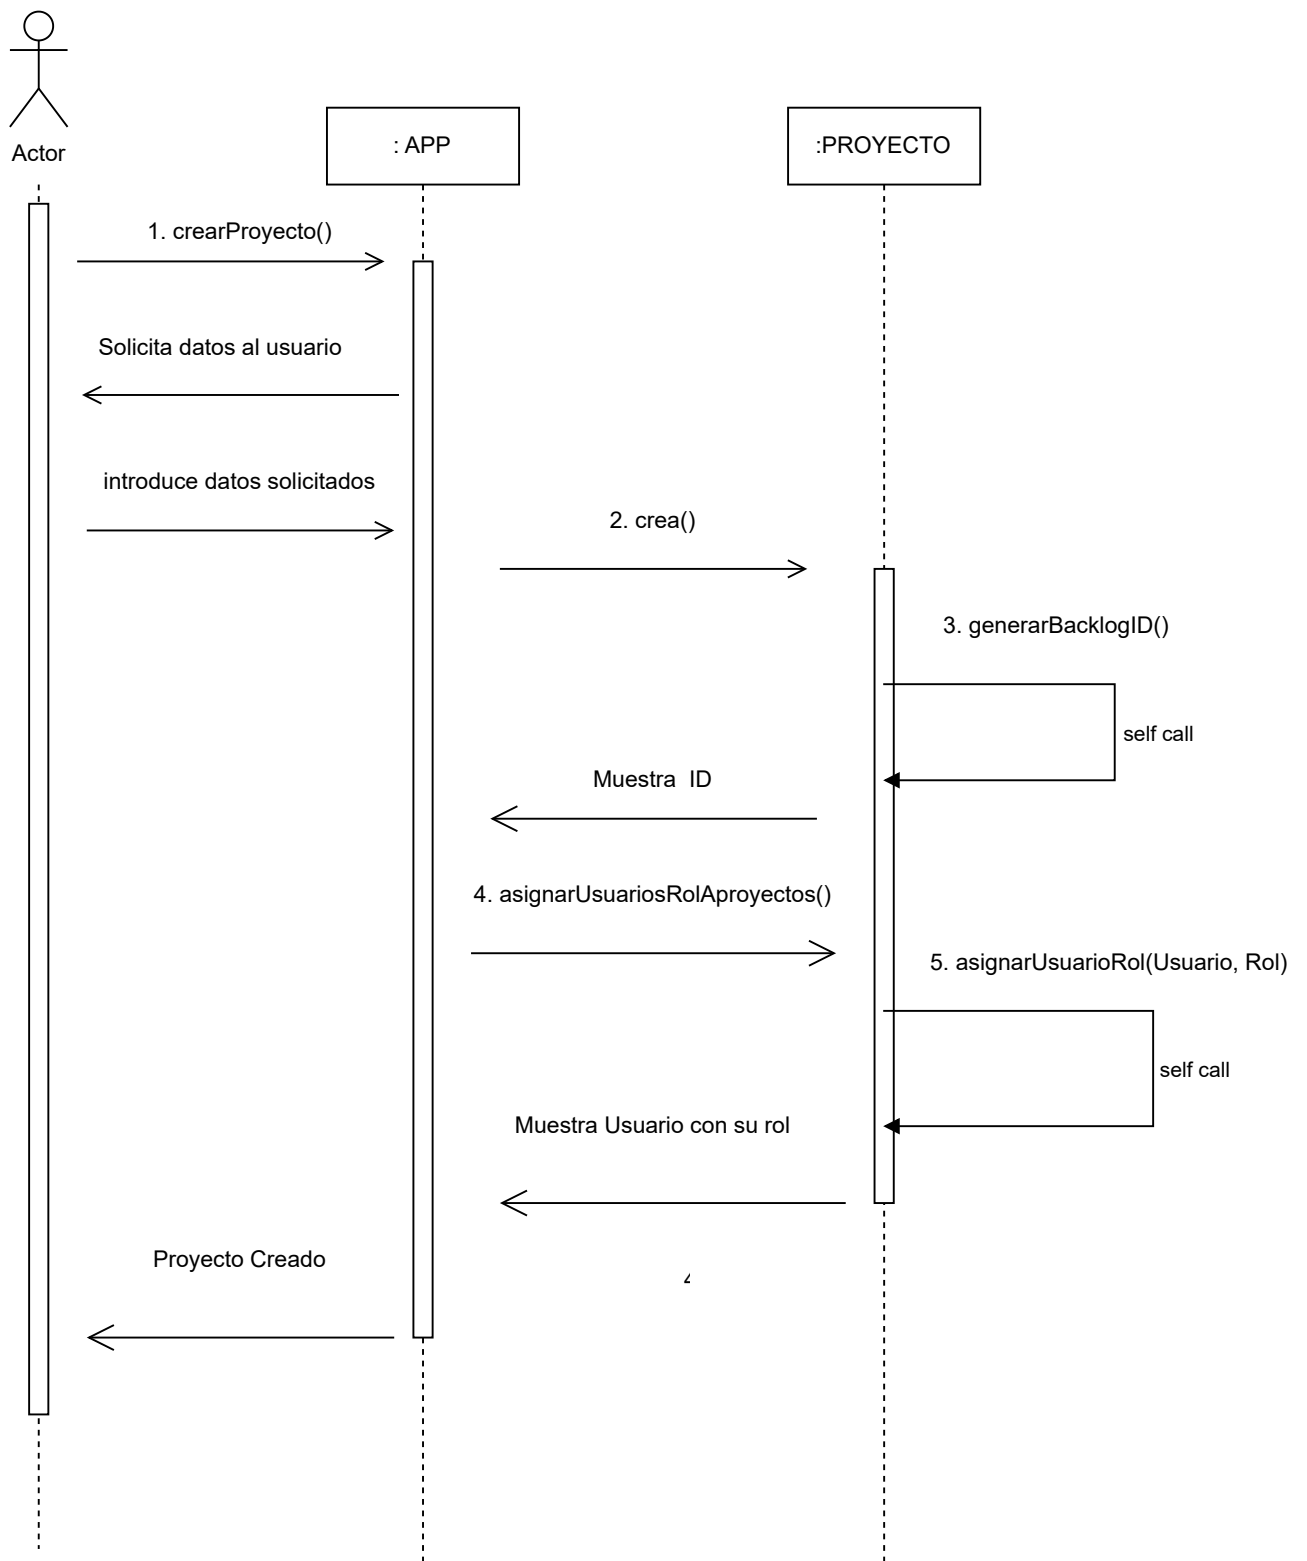 Actor
: APP
:PROYECTO
1. crearProyecto()
Solicita datos al usuario
introduce datos solicitados
2. crea()
3. generarBacklogID()
self call
Muestra  ID
4. asignarUsuariosRolAproyectos()
5. asignarUsuarioRol(Usuario, Rol)
self call
Muestra Usuario con su rol
Proyecto Creado